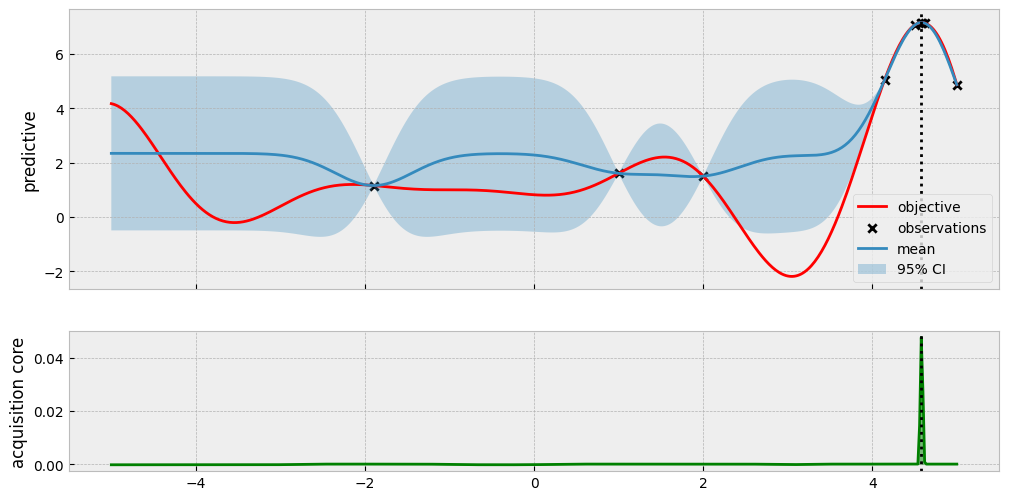 6
4
2
0
−2
predictive
objective
observations
mean
95% CI
0.04
0.02
0.00
acquisition core
−4 −2 0 2 4